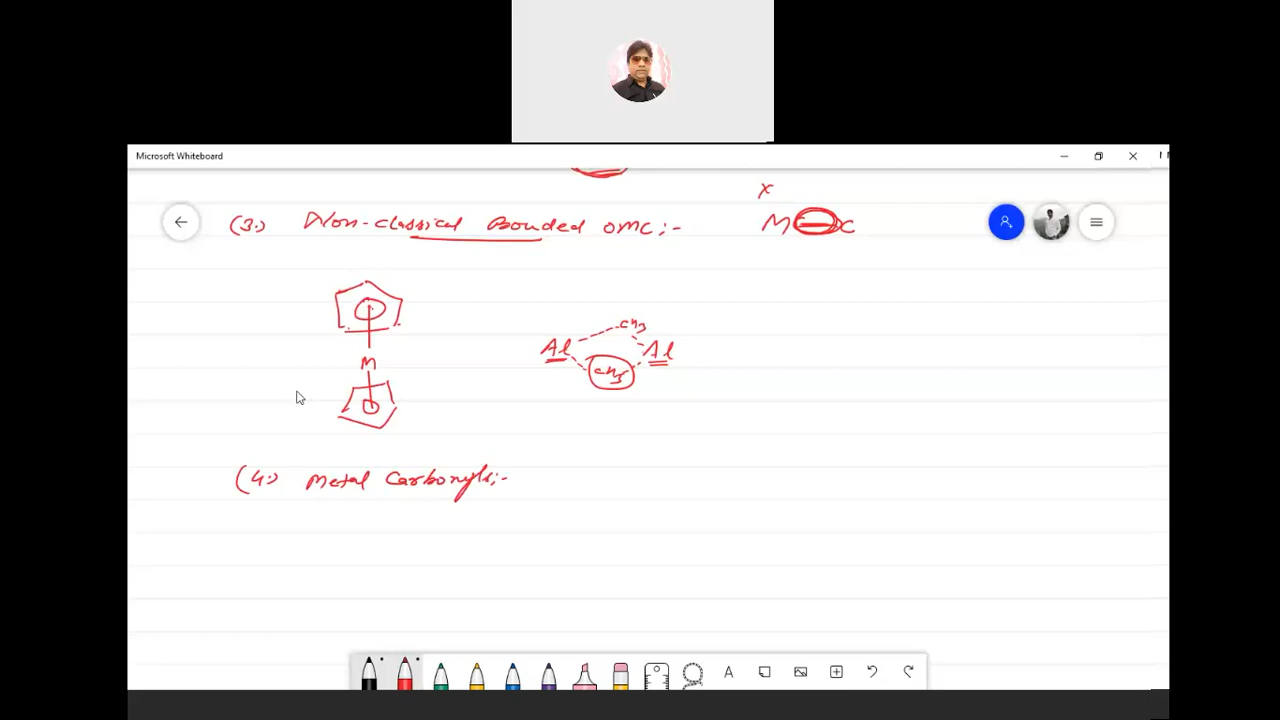 Microsoft Whiteboard
x
(3.) Non-classical Bonded OMC:- M C
M
CH3
Al Al
CH3
(4.) Metal Carbonyls:-
A